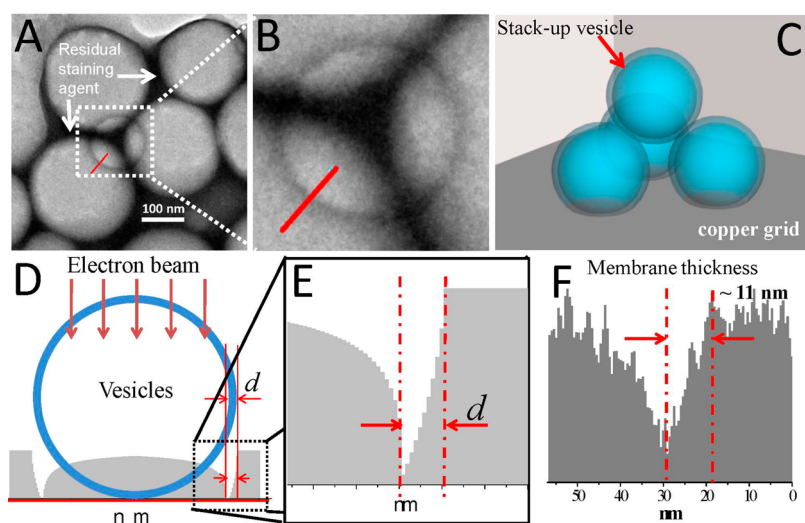 A
Residual
staining
agent
100 nm
B
Stack-up vesicle
C
copper grid
D
Electron beam
Vesicles
d
n m
E
d
nm
F
Membrane thickness
~ 11 nm
50 40 30 20 10 0
nm